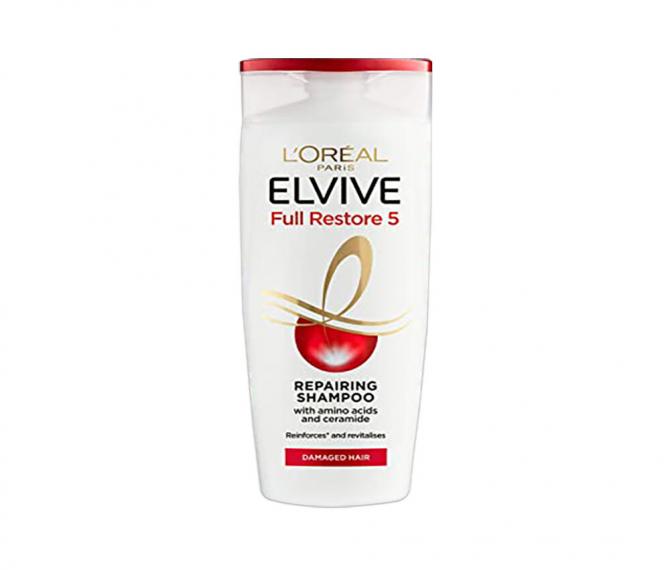 L'ORÉAL
PARIS
ELVIVE
Full Restore 5
REPAIRING
SHAMPOO
with amino acids
and ceramide
Reinforces* and revitalises
DAMAGED HAIR